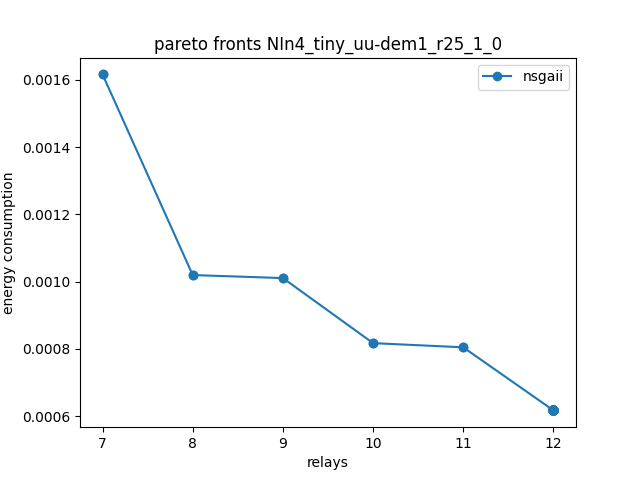 pareto fronts NIn4_tiny_uu-dem1_r25_1_0
nsgaii
energy consumption
0.0016
0.0014
0.0012
0.0010
0.0008
0.0006
7 8 9 10 11 12
relays